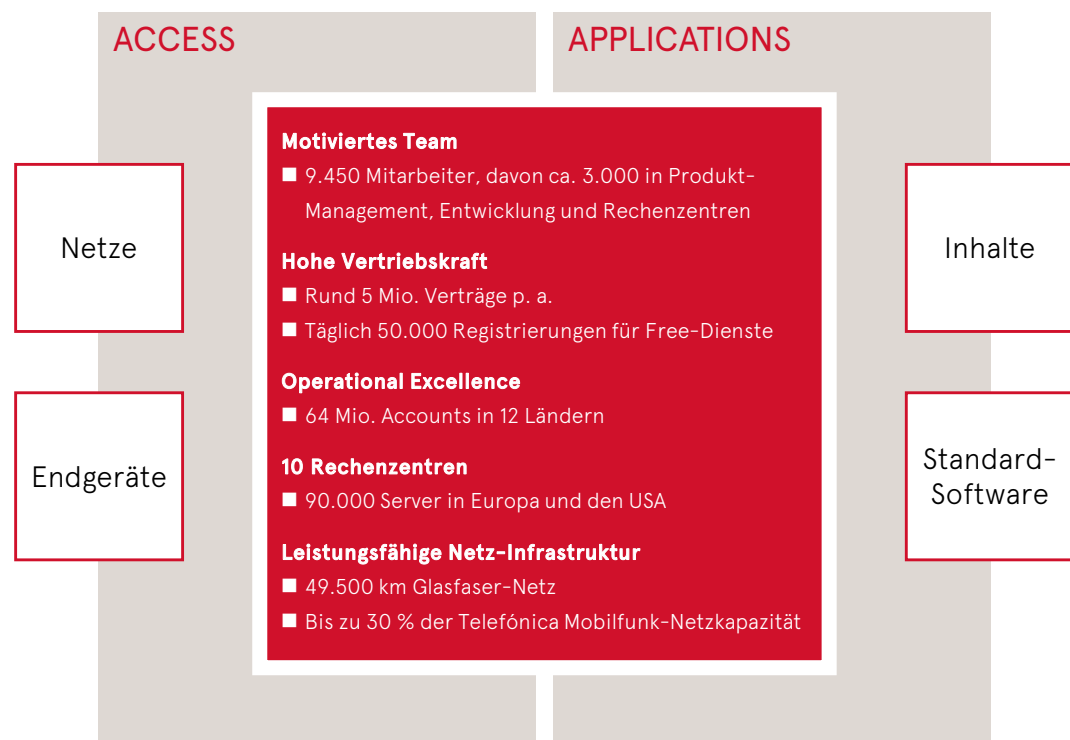 ACCESS
APPLICATIONS
Motiviertes Team
9.450 Mitarbeiter, davon ca. 3.000 in Produkt-
Management, Entwicklung und Rechenzentren
Hohe Vertriebskraft
Rund 5 Mio. Verträge p. a.
Täglich 50.000 Registrierungen für Free-Dienste
Operational Excellence
64 Mio. Accounts in 12 Ländern
10 Rechenzentren
90.000 Server in Europa und den USA
Leistungsfähige Netz-Infrastruktur
49.500 km Glasfaser-Netz
Bis zu 30 % der Telefónica Mobilfunk-Netzkapazität
Netze
Endgeräte
Inhalte
Standard-
Software